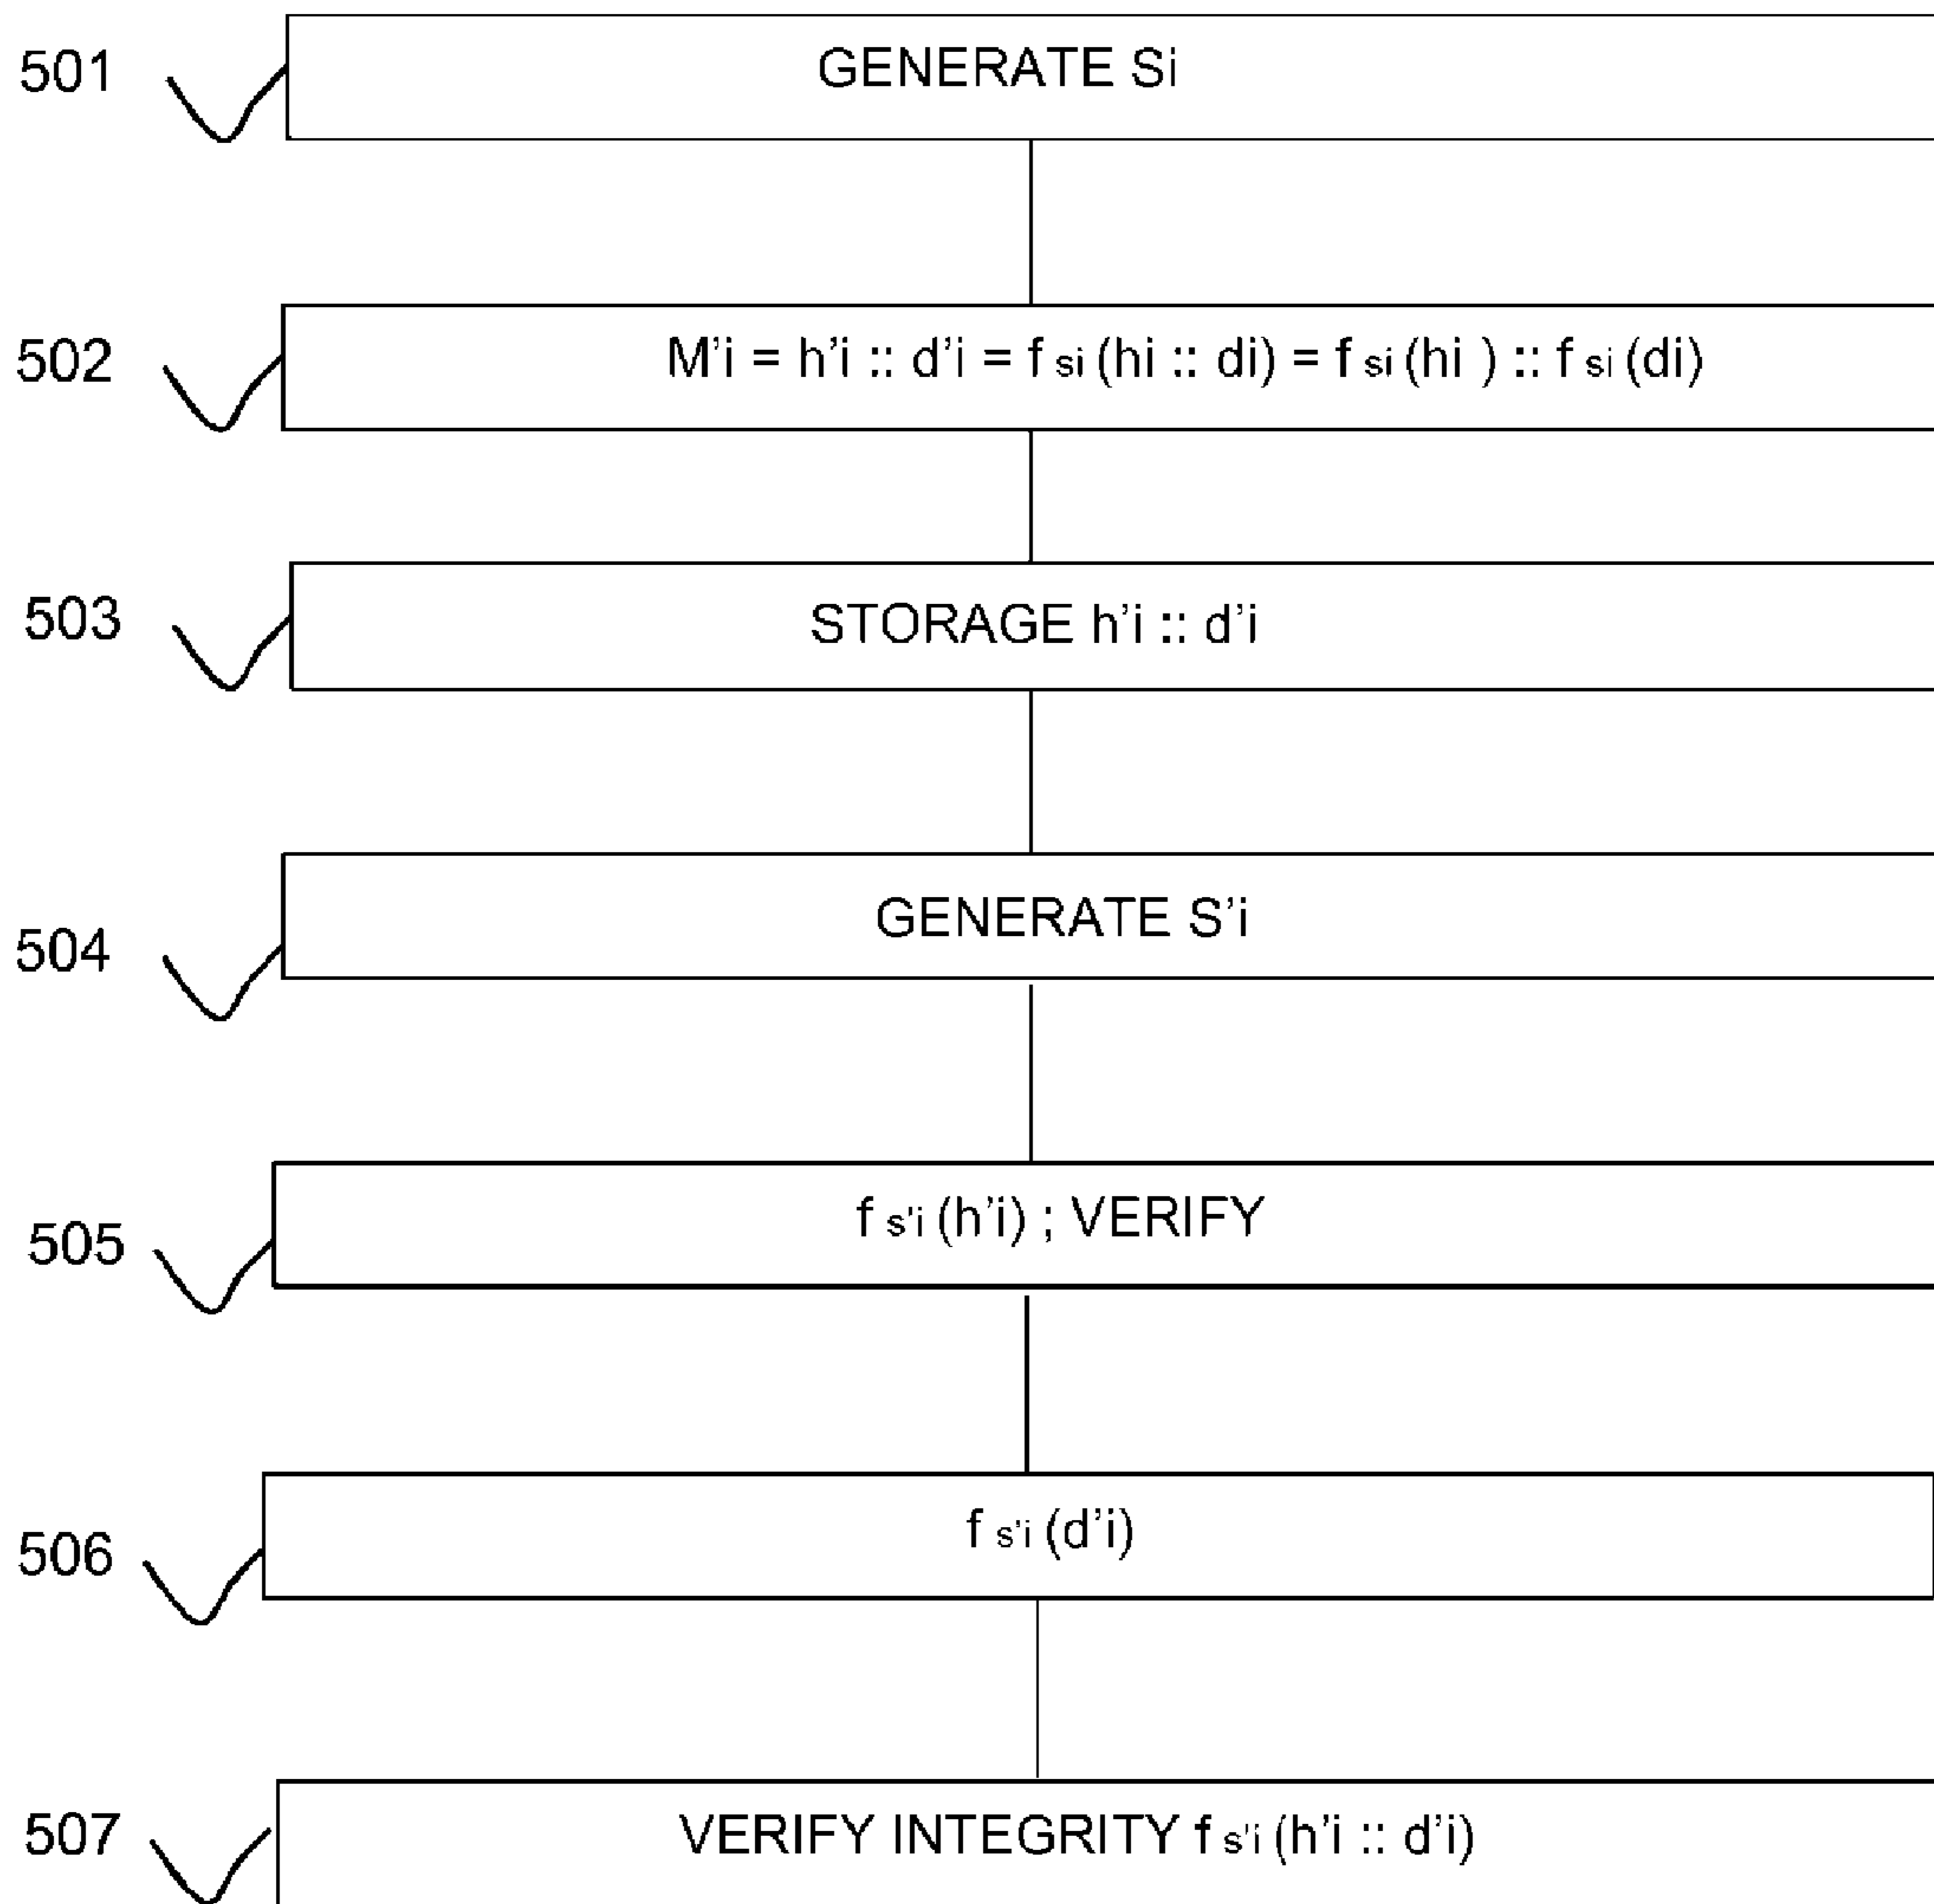 501 GENERATE Si
502 M'i = h'i :: d'i = f si (hi :: di) = f si (hi ) :: f si (di)
503 STORAGE h'i :: d'i
504 GENERATE S'i
505 f s'i (h'i) ; VERIFY
506 f s'i (d'i)
507 VERIFY INTEGRITY f s'i (h'i :: d'i)